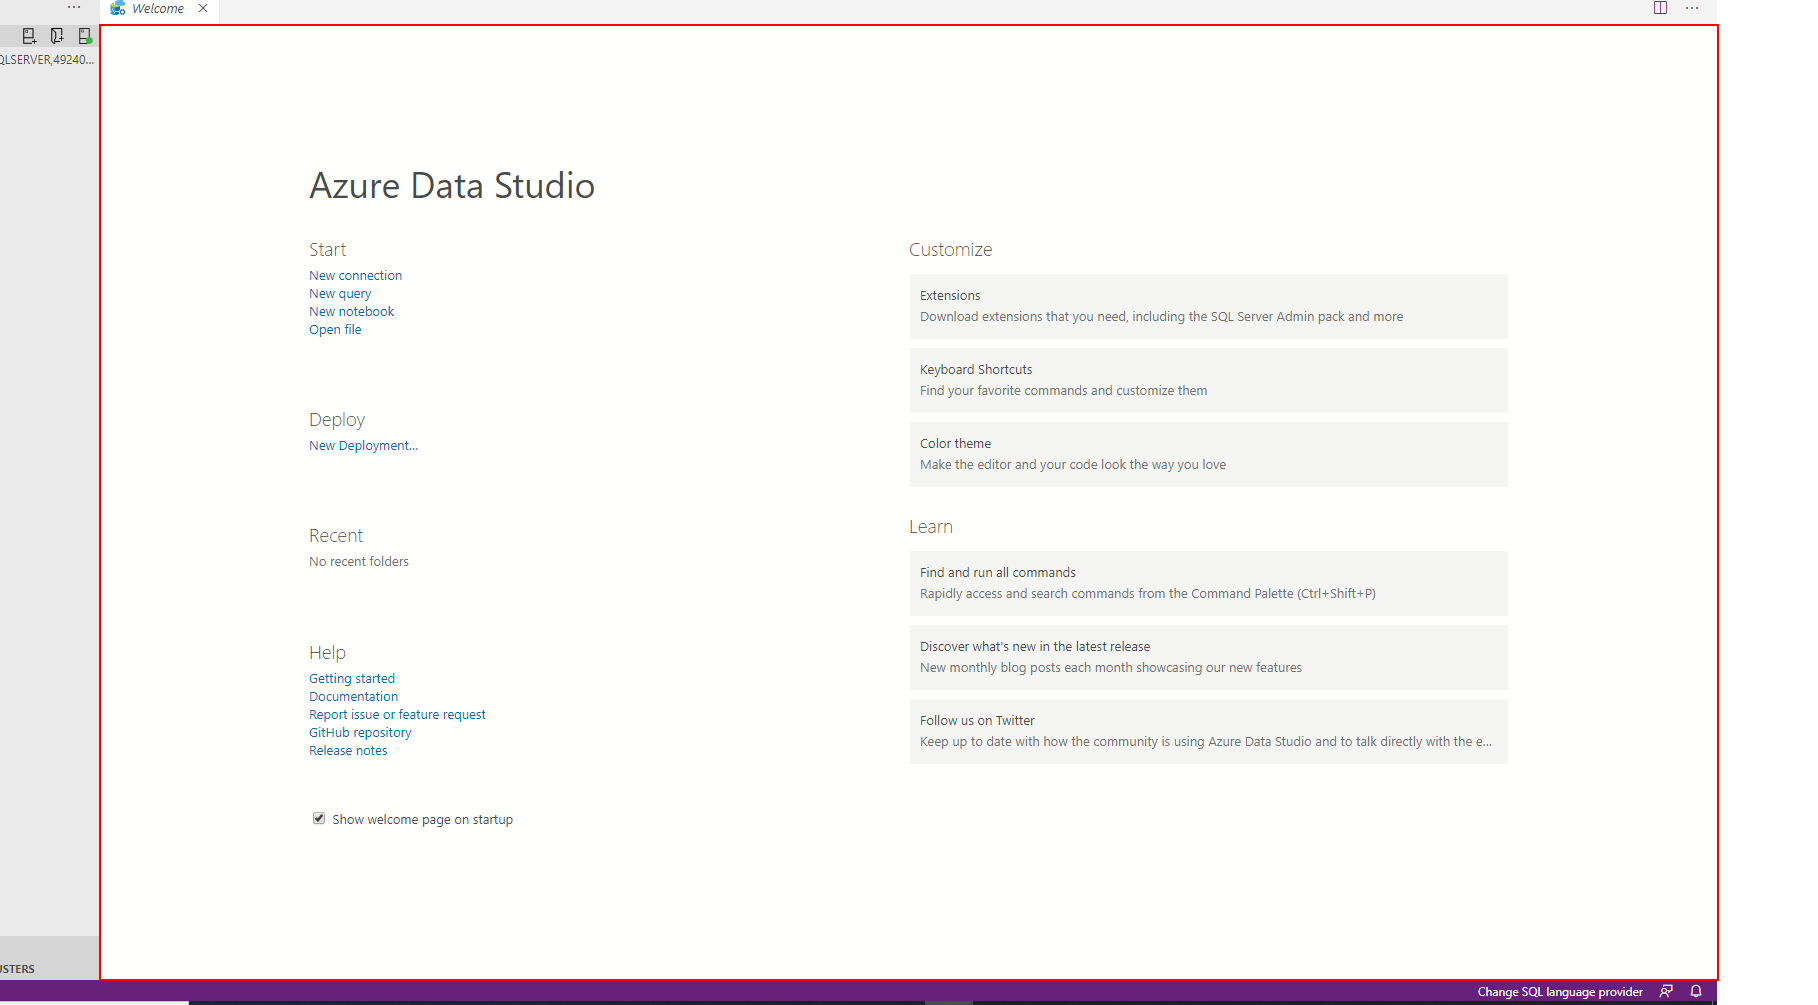 Welcome
QLSERVER,49240...
Azure Data Studio
Start
New connection
New query
New notebook
Open file
Deploy
New Deployment...
Recent
No recent folders
Help
Getting started
Documentation
Report issue or feature request
GitHub repository
Release notes
Show welcome page on startup
Customize
Extensions
Download extensions that you need, including the SQL Server Admin pack and more
Keyboard Shortcuts
Find your favorite commands and customize them
Color theme
Make the editor and your code look the way you love
Learn
Find and run all commands
Rapidly access and search commands from the Command Palette (Ctrl+Shift+P)
Discover what's new in the latest release
New monthly blog posts each month showcasing our new features
Follow us on Twitter
Keep up to date with how the community is using Azure Data Studio and to talk directly with the e...
USTERS
Change SQL language provider